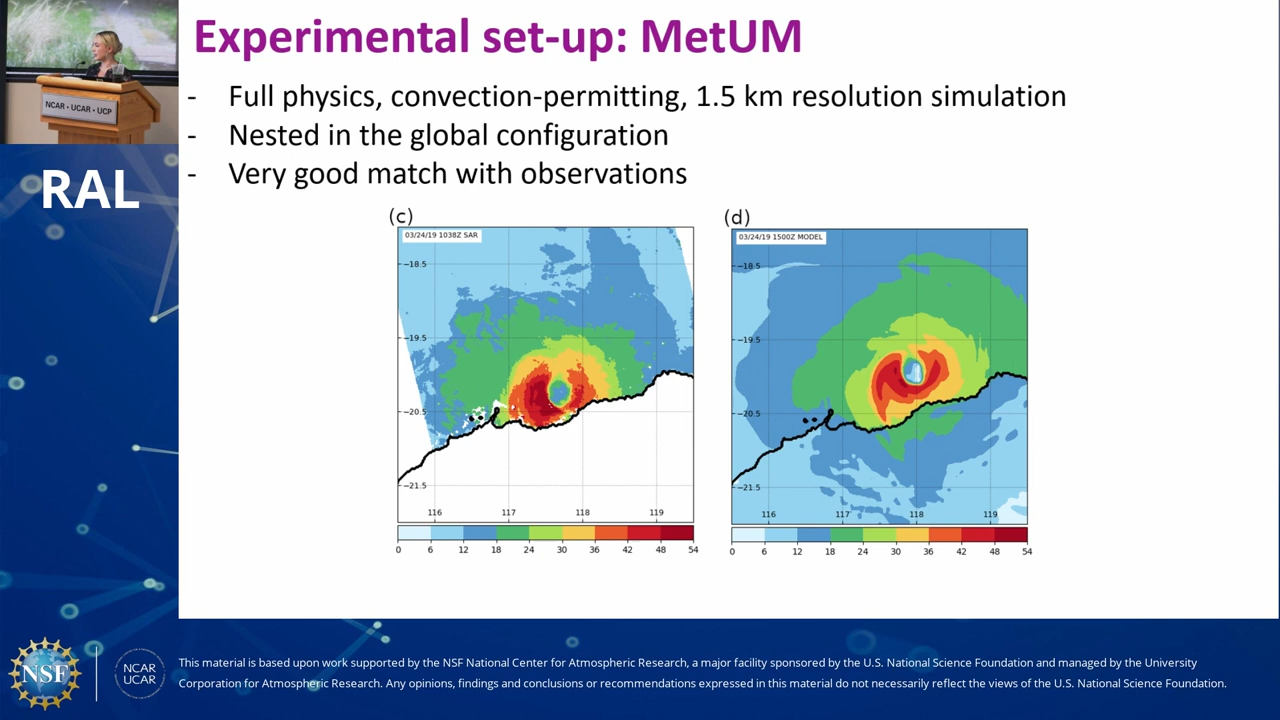 Experimental set-up: MetUM
- Full physics, convection-permitting, 1.5 km resolution simulation
- Nested in the global configuration
- Very good match with observations
NCAR • UCAR • UCP
RAL
(c)
03/24/19 1038Z SAR
−18.5
−19.5
−20.5
−21.5
116 117 118 119
0 6 12 18 24 30 36 42 48 54
(d)
03/24/19 1500Z MODEL
−18.5
−19.5
−20.5
−21.5
116 117 118 119
0 6 12 18 24 30 36 42 48 54
NSF
NCAR
UCAR
This material is based upon work supported by the NSF National Center for Atmospheric Research, a major facility sponsored by the U.S. National Science Foundation and managed by the University
Corporation for Atmospheric Research. Any opinions, findings and conclusions or recommendations expressed in this material do not necessarily reflect the views of the U.S. National Science Foundation.